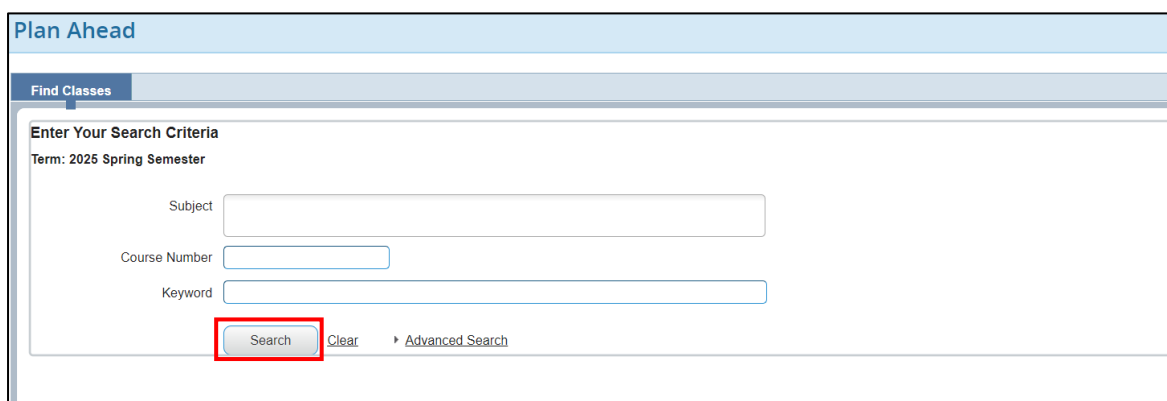 Plan Ahead
Find Classes
Enter Your Search Criteria
Term: 2025 Spring Semester
Subject
Course Number
Keyword
Search Clear Advanced Search